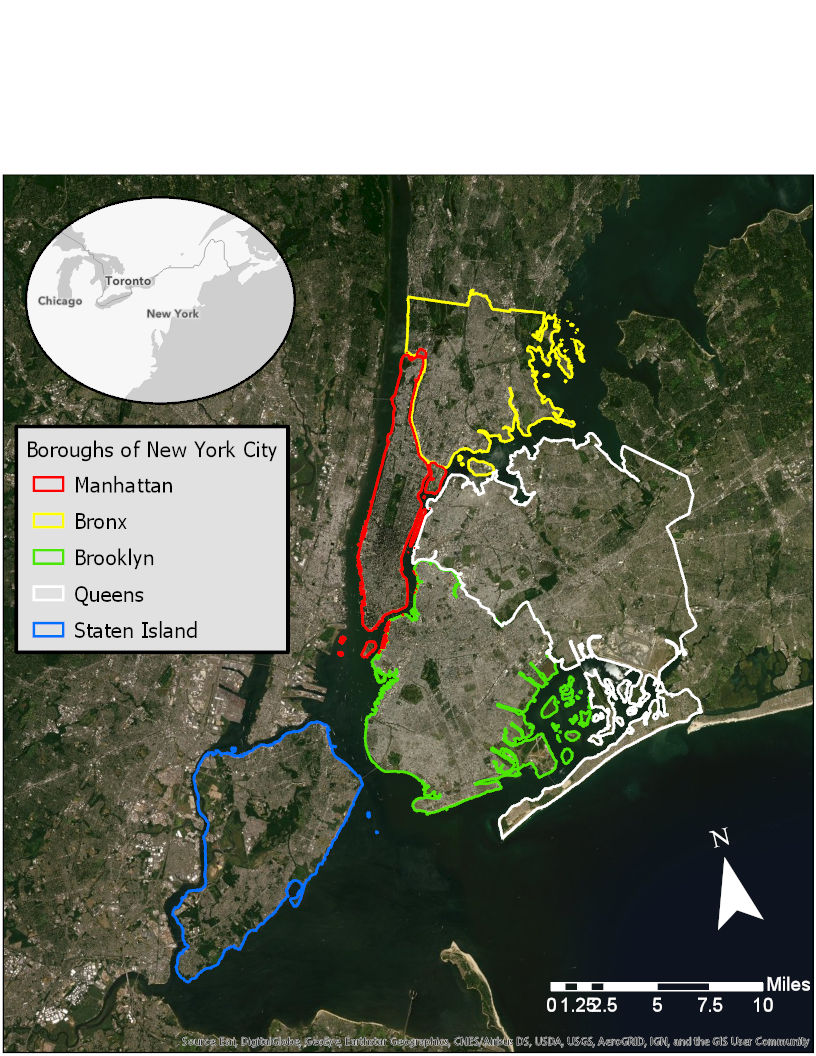 Toronto
Chicago
New York
Boroughs of New York City
Manhattan
Bronx
Brooklyn
Queens
Staten Island
N
Miles
0 1.25 2.5 5 7.5 10
Source: Esri, DigitalGlobe, GeoEye, Earthstar Geographics, CNES/Airbus DS, USDA, USGS, AeroGRID, IGN, and the GIS User Community